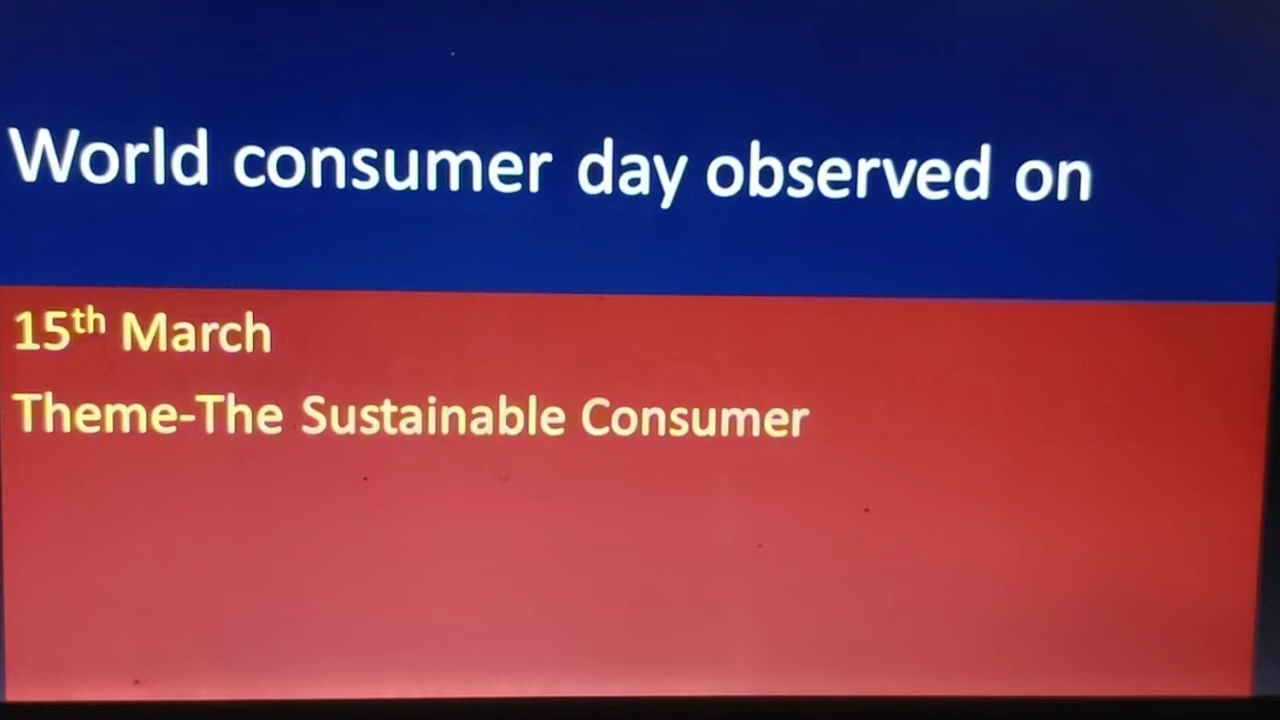 World consumer day observed on
15th March
Theme-The Sustainable Consumer